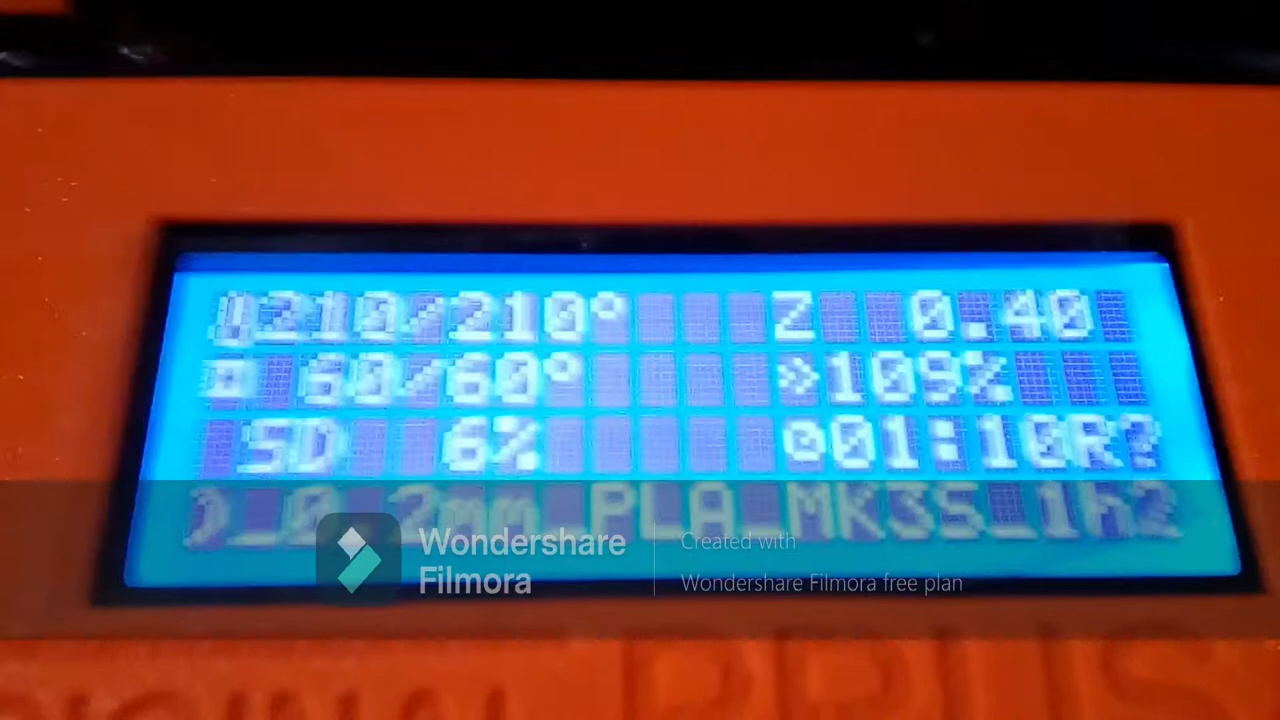 210/210° Z 0.40
60/60° »109%
SD 6% 01:10R?
)_0.2mm_PLA_MK3S_1h2
Wondershare
Filmora
Created with
Wondershare Filmora free plan